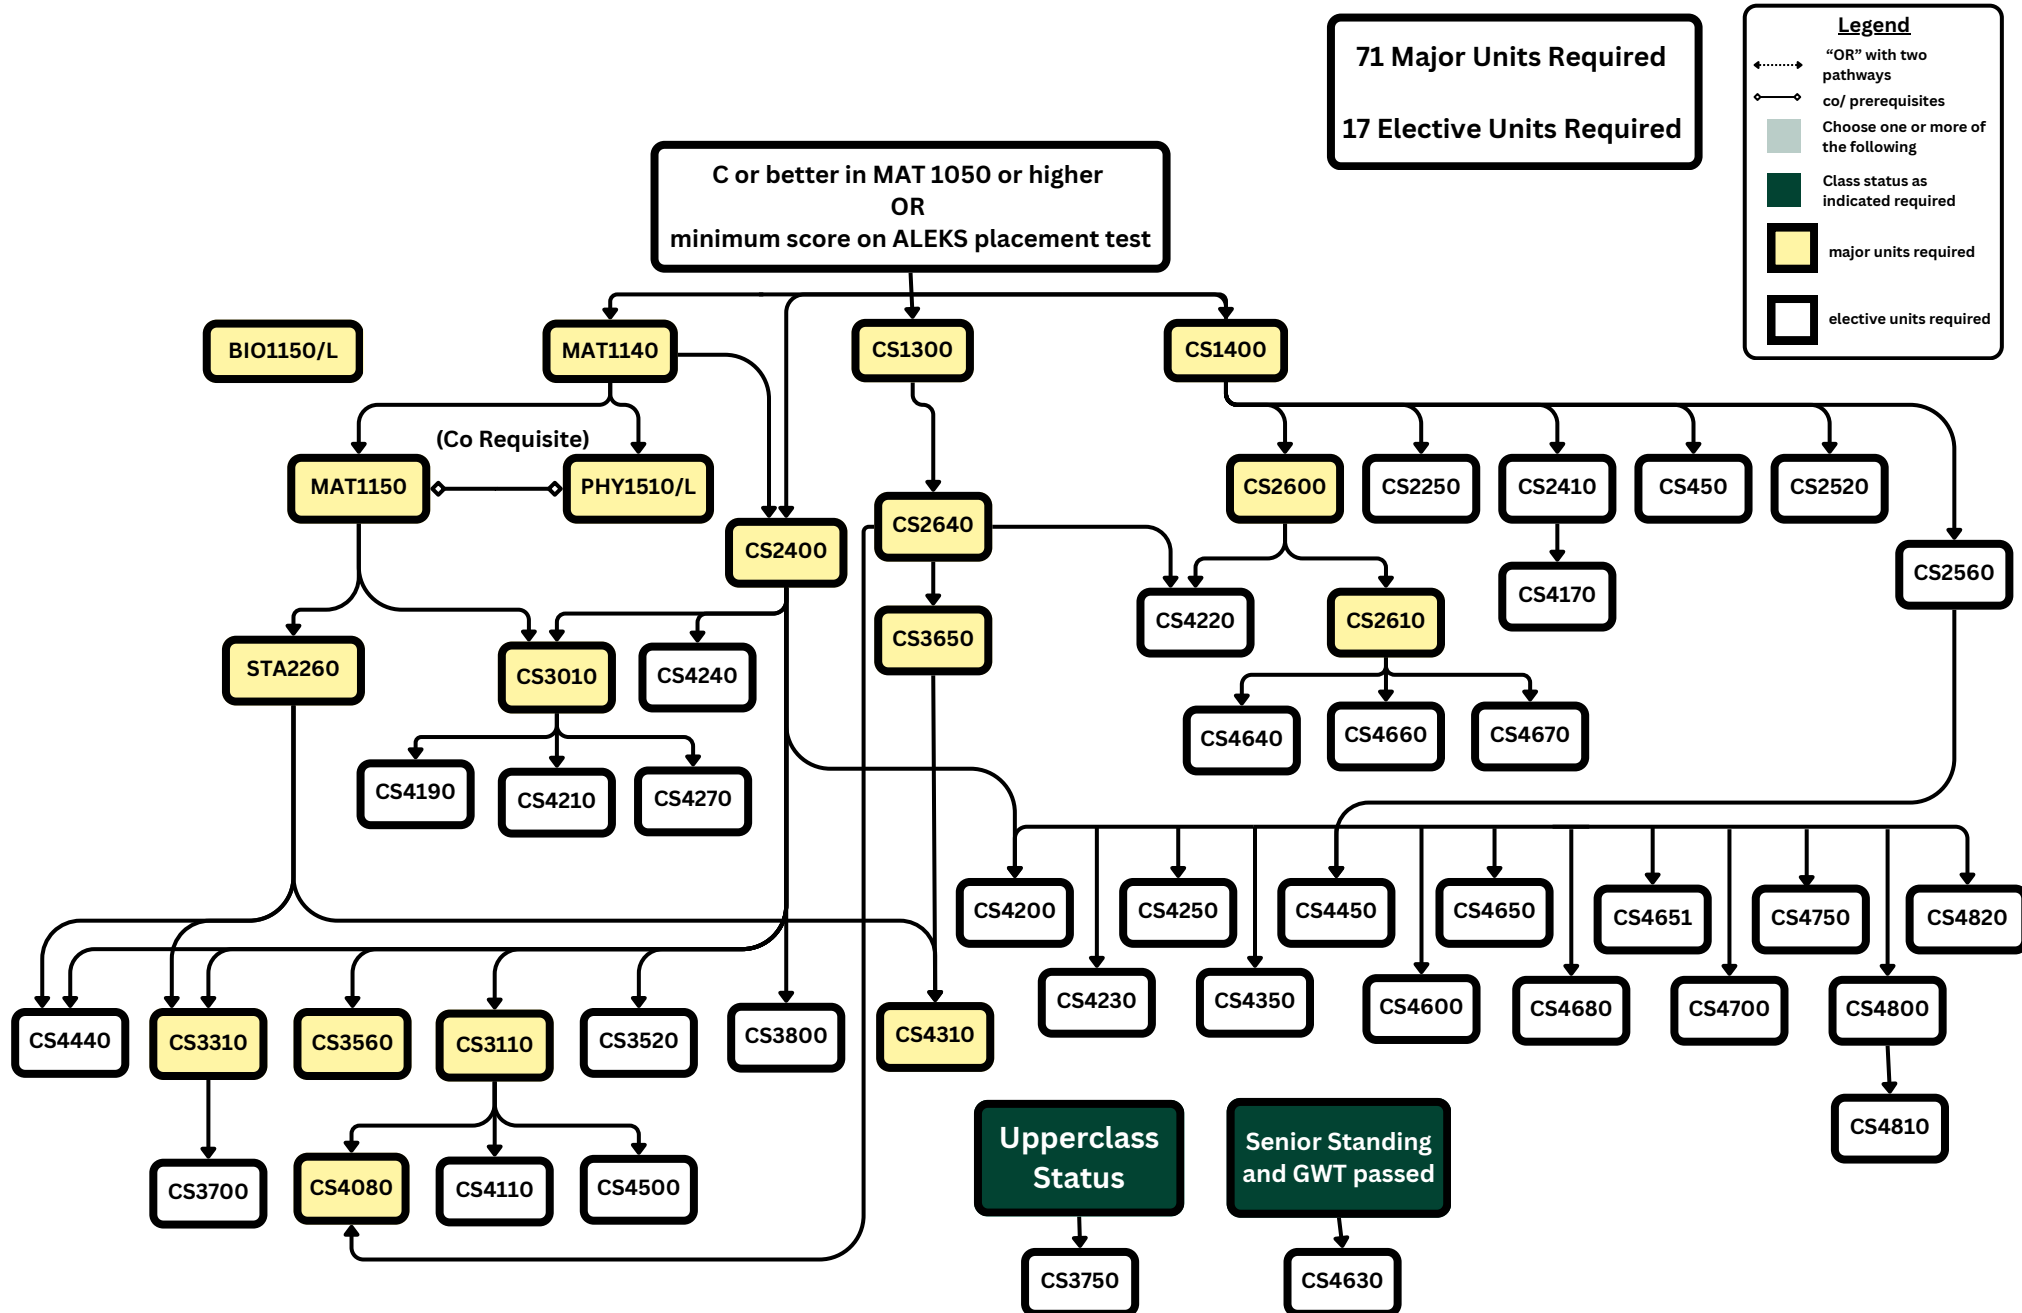 71 Major Units Required
17 Elective Units Required
Legend
“OR” with two
pathways
co/ prerequisites
Choose one or more of
the following
Class status as
indicated required
major units required
elective units required
C or better in MAT 1050 or higher
OR
minimum score on ALEKS placement test
BIO1150/L
MAT1140
CS1300
CS1400
(Co Requisite)
MAT1150
PHY1510/L
CS2600
CS2250
CS2410
CS450
CS2520
CS2640
CS2400
CS2560
CS4170
CS4220
CS2610
CS3650
STA2260
CS3010
CS4240
CS4640
CS4660
CS4670
CS4190
CS4210
CS4270
CS4200
CS4250
CS4450
CS4650
CS4651
CS4750
CS4820
CS4230
CS4350
CS4600
CS4680
CS4700
CS4800
CS4440
CS3310
CS3560
CS3110
CS3520
CS3800
CS4310
CS4810
Upperclass
Status
Senior Standing
and GWT passed
CS3700
CS4080
CS4110
CS4500
CS3750
CS4630